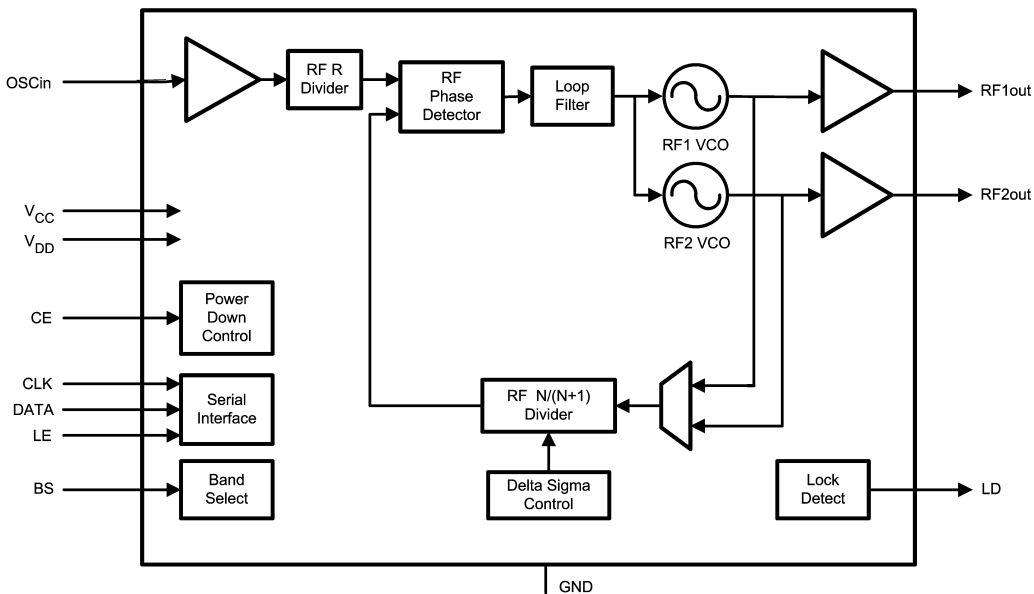 OSCin
RF R
Divider
RF
Phase
Detector
Loop
Filter
RF1 VCO
RF1out
RF2 VCO
RF2out
VCC
VDD
CE
Power
Down
Control
CLK
DATA
LE
Serial
Interface
BS
Band
Select
RF N/(N+1)
Divider
Delta Sigma
Control
Lock
Detect
LD
GND